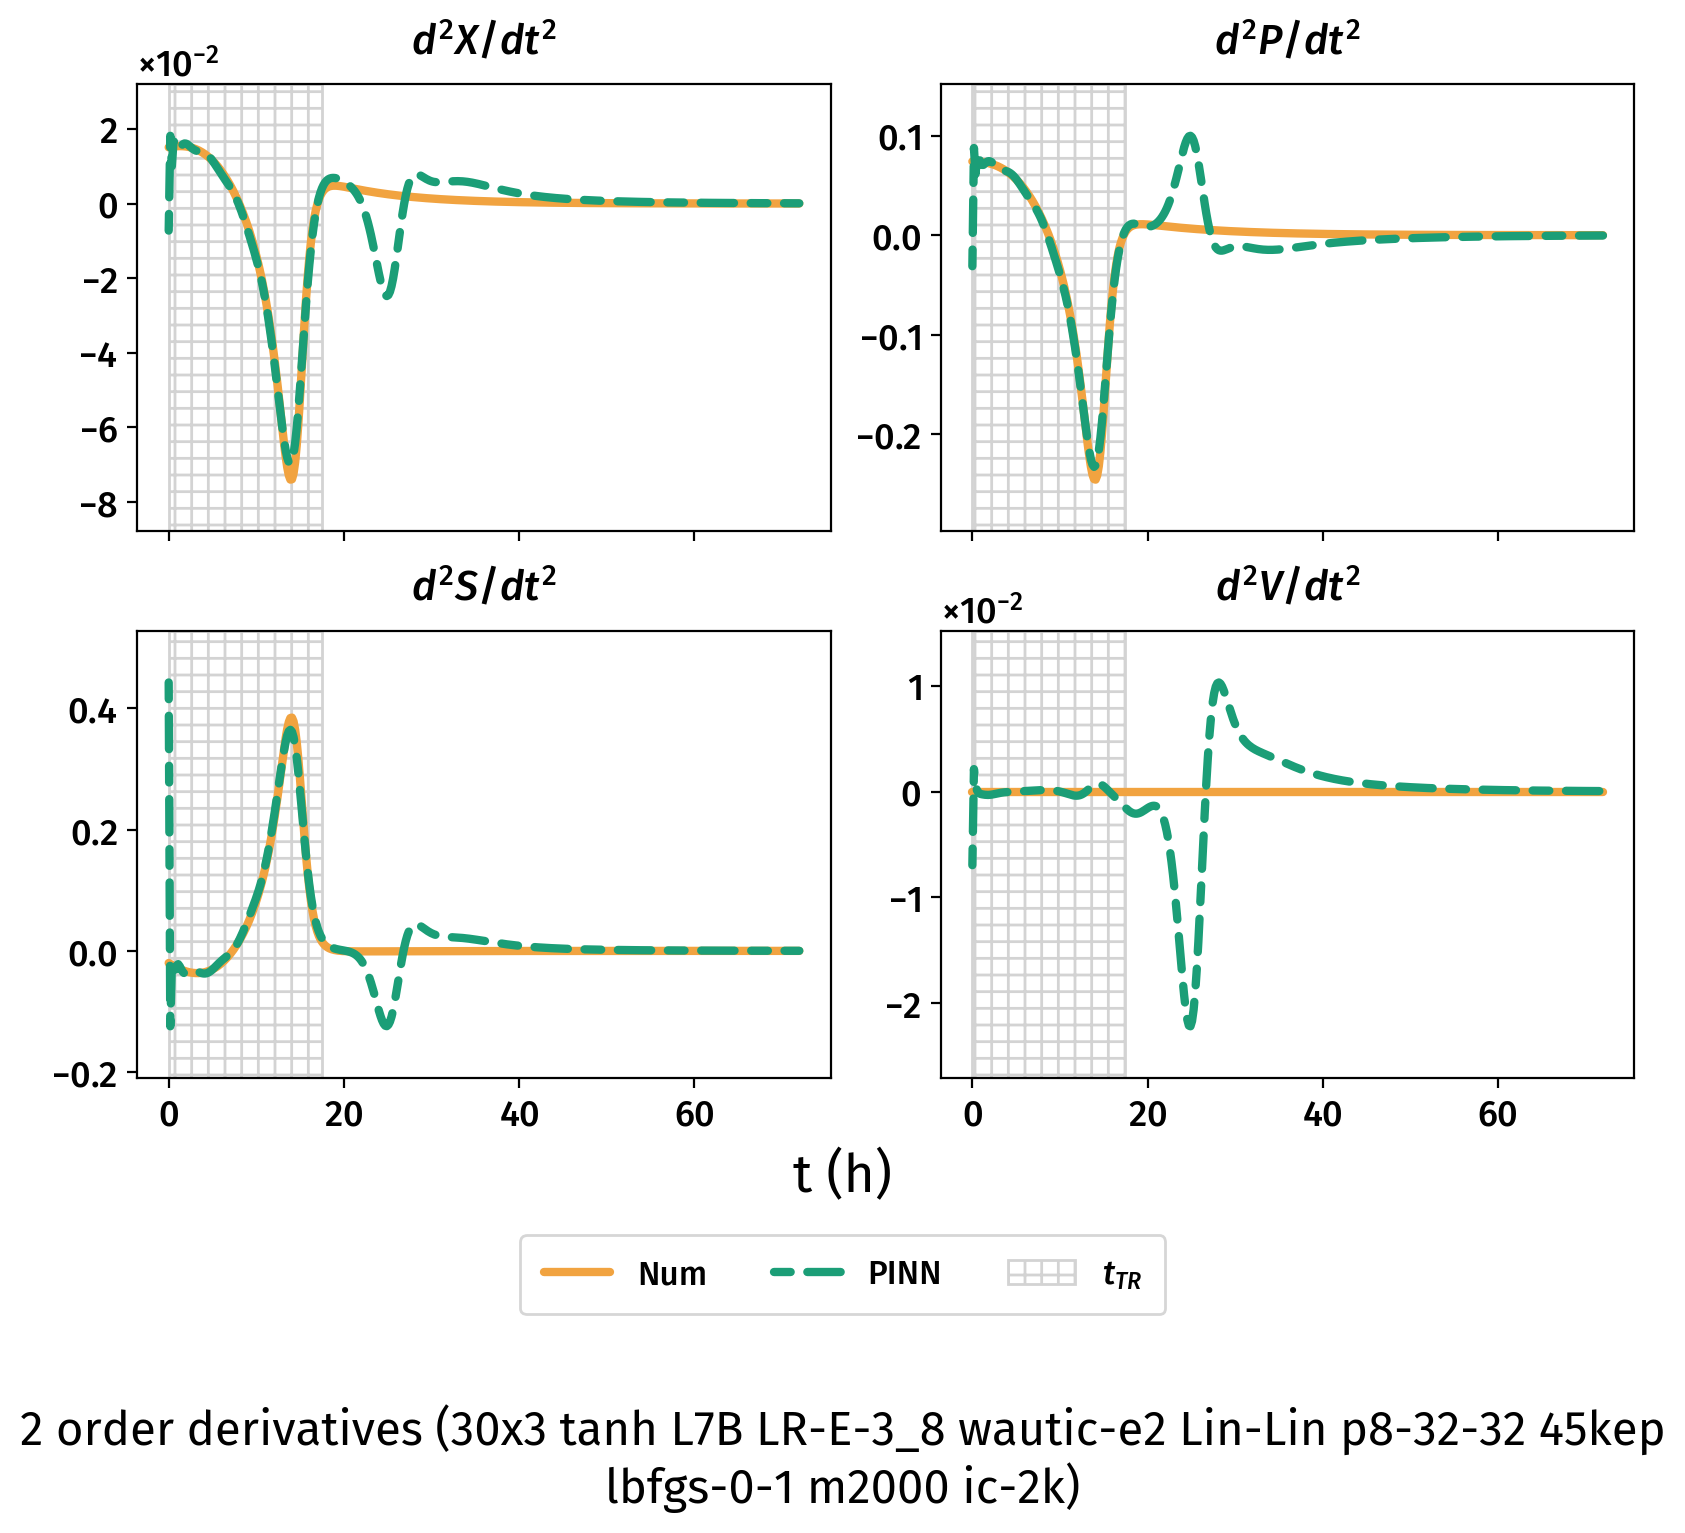 d²X/dt²
d²P/dt²
×10⁻²
2
0
−2
−4
−6
−8
0.1
0.0
−0.1
−0.2
d²S/dt²
d²V/dt²
×10⁻²
0.4
0.2
0.0
−0.2
1
0
−1
−2
0 20 40 60
0 20 40 60
t (h)
Num PINN t_TR
2 order derivatives (30x3 tanh L7B LR-E-3_8 wautic-e2 Lin-Lin p8-32-32 45kep
lbfgs-0-1 m2000 ic-2k)